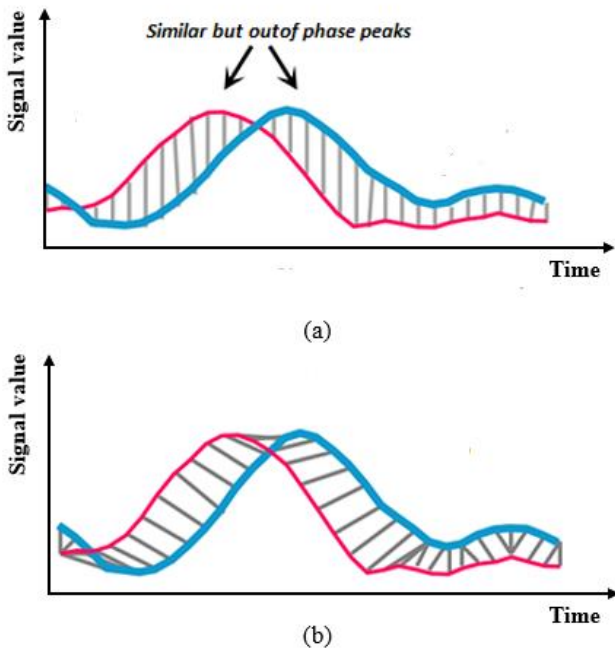 Similar but outof phase peaks
Signal value
Time
(a)
Signal value
Time
(b)